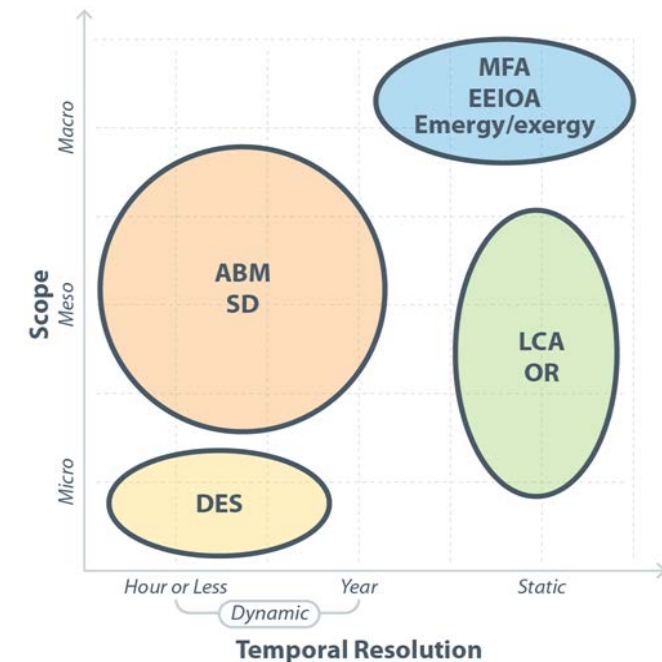 MFA
EEIOA
Emergy/exergy
Macro
ABM
SD
Scope
Meso
LCA
OR
Micro
DES
Hour or Less
Year
Static
Dynamic
Temporal Resolution